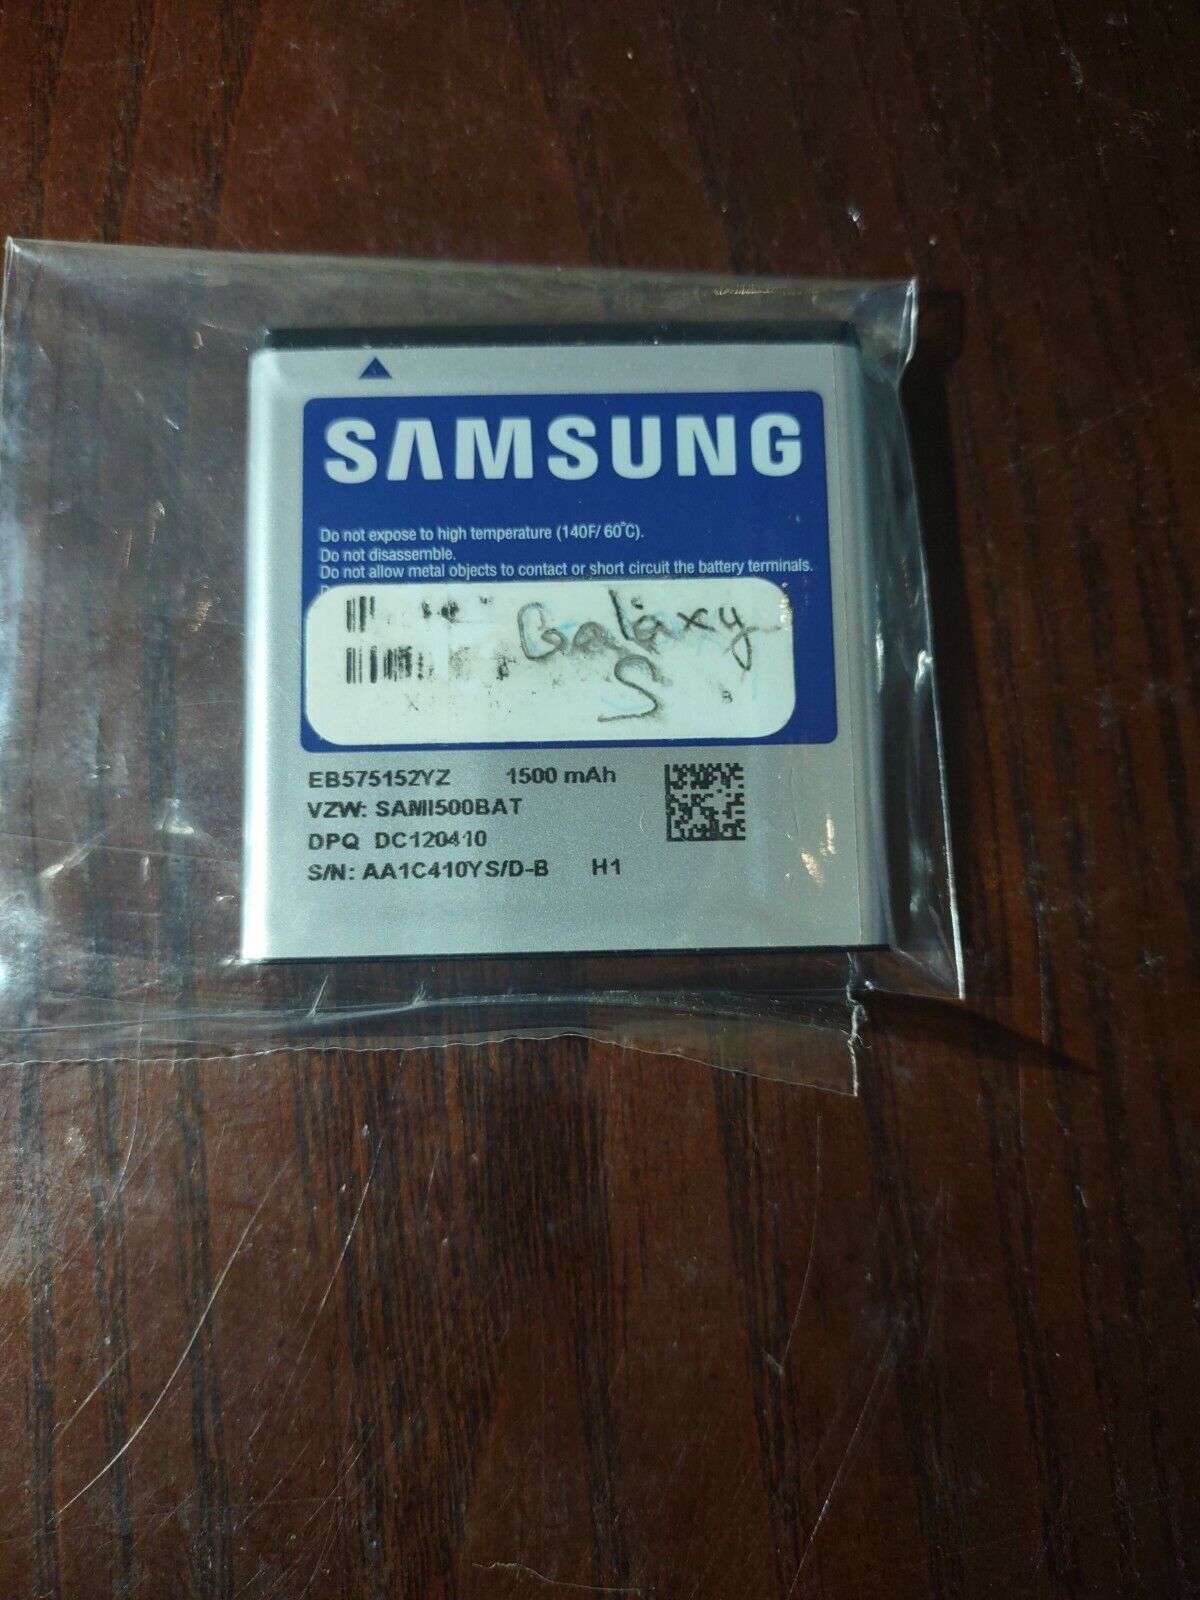 SAMSUNG
Do not expose to high temperature (140F/ 60°C).
Do not disassemble.
Do not allow metal objects to contact or short circuit the battery terminals.
Galaxy
S
X
B
EB575152YZ 1500 mAh
VZW: SAMI500BAT
DPQ DC120410
S/N: AA1C410YS/D-B H1